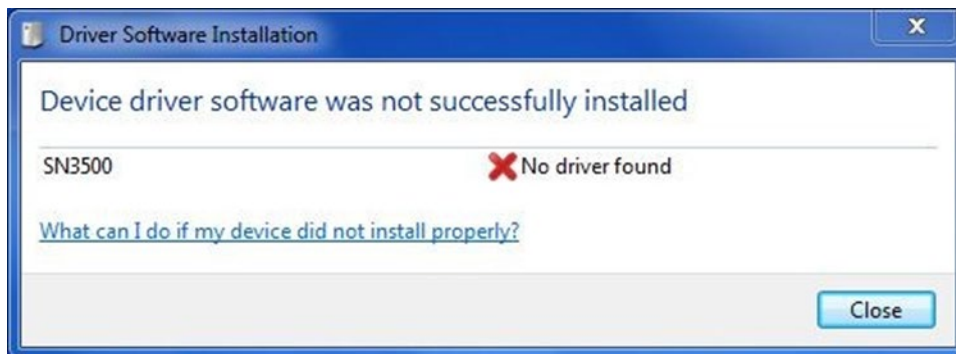 Driver Software Installation
Device driver software was not successfully installed
SN3500 No driver found
What can I do if my device did not install properly?
Close